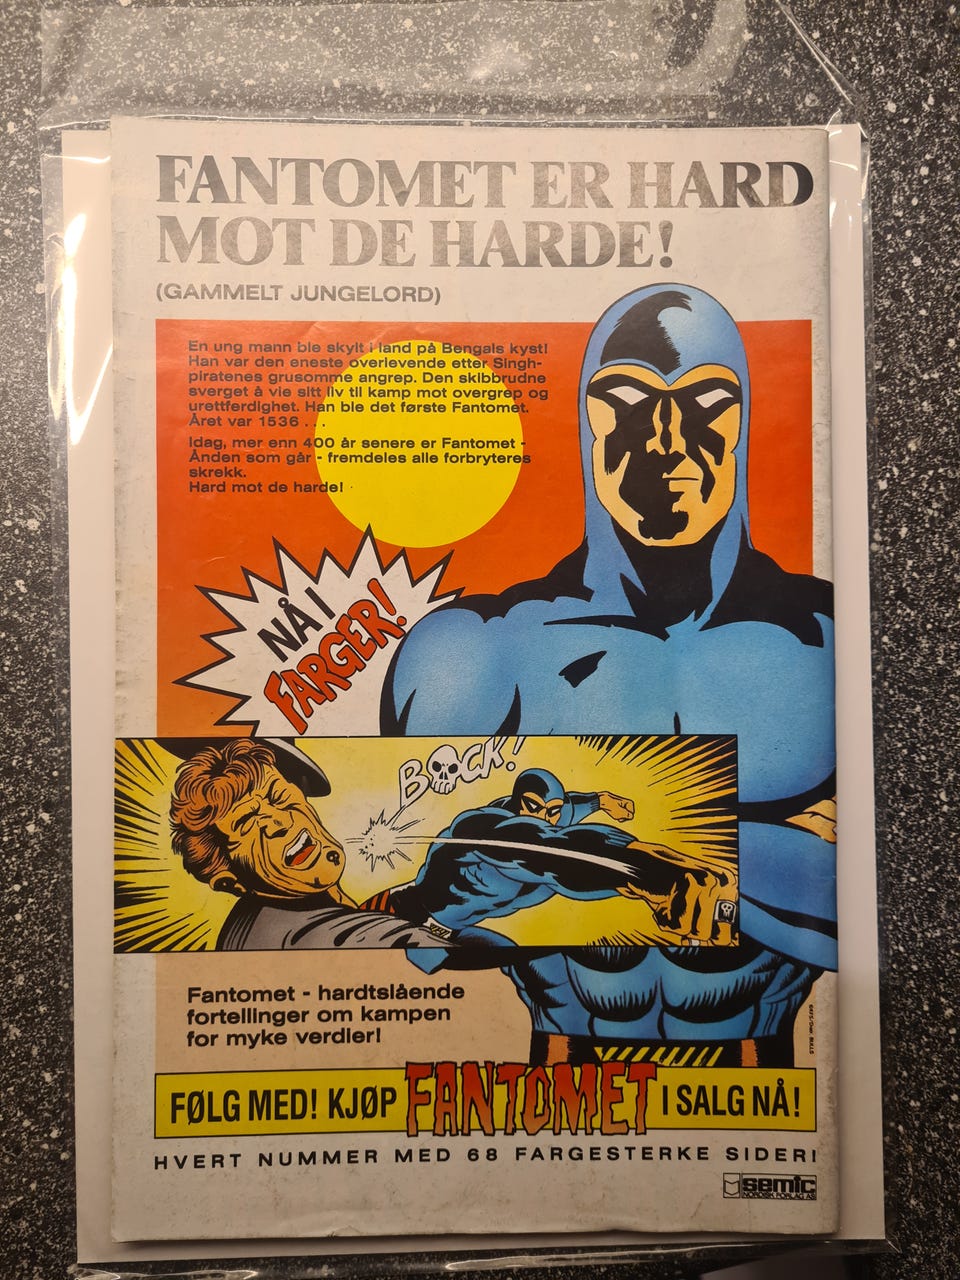 FANTOMET ER HARD
MOT DE HARDE!
(GAMMELT JUNGELORD)
En ung mann ble skylt i land på Bengals kyst!
Han var den eneste overlevende etter Singh-
piratenes grusomme angrep. Den skibbrudne
sverget å vie sitt liv til kamp mot overgrep og
urettferdighet. Han ble det første Fantomet.
Året var 1536 . . .
Idag, mer enn 400 år senere er Fantomet -
Ånden som går - fremdeles alle forbryteres
skrekk.
Hard mot de harde!
NÅ I
FARGER!
BOCK!
Fantomet - hardtslående
fortellinger om kampen
for myke verdier!
FØLG MED! KJØP FANTOMET I SALG NÅ!
HVERT NUMMER MED 68 FARGESTERKE SIDER!
semic
NORDISK FORLAG AS